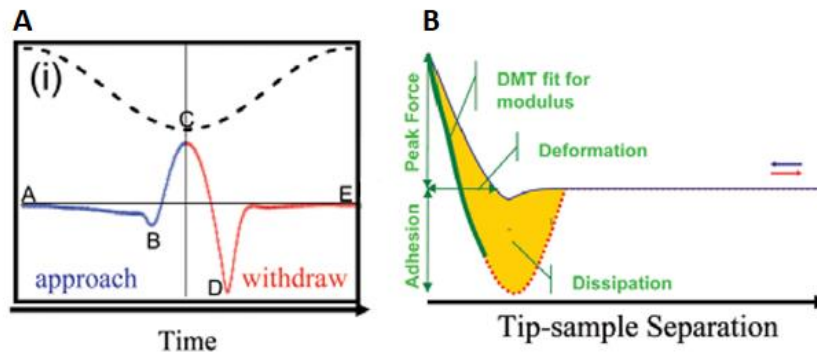 A
(i)
C
A
E
B
D
approach
withdraw
Time
B
Peak Force
Adhesion
DMT fit for
modulus
Deformation
Dissipation
Tip-sample Separation